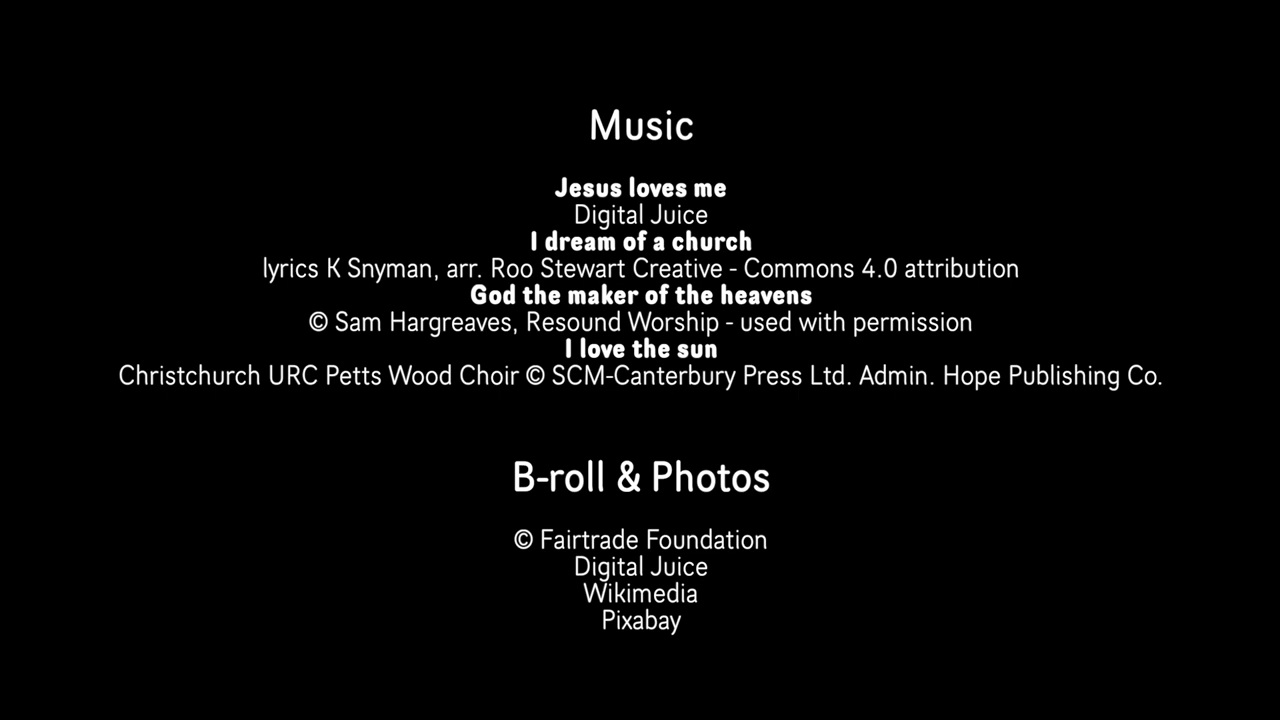 Music
Jesus loves me
Digital Juice
I dream of a church
lyrics K Snyman, arr. Roo Stewart Creative - Commons 4.0 attribution
God the maker of the heavens
© Sam Hargreaves, Resound Worship - used with permission
I love the sun
Christchurch URC Petts Wood Choir © SCM-Canterbury Press Ltd. Admin. Hope Publishing Co.
B-roll & Photos
© Fairtrade Foundation
Digital Juice
Wikimedia
Pixabay